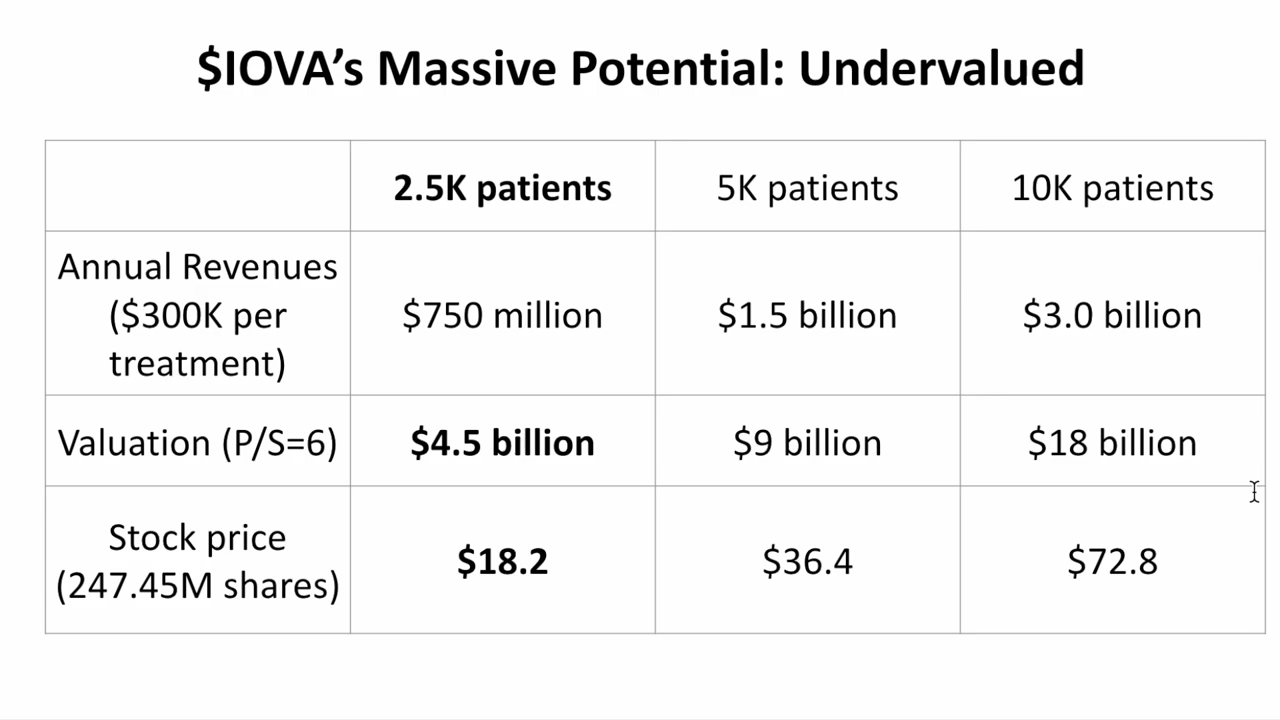 $IOVA’s Massive Potential: Undervalued
2.5K patients
5K patients
10K patients
Annual Revenues
($300K per
treatment)
$750 million
$1.5 billion
$3.0 billion
Valuation (P/S=6)
$4.5 billion
$9 billion
$18 billion
Stock price
(247.45M shares)
$18.2
$36.4
$72.8